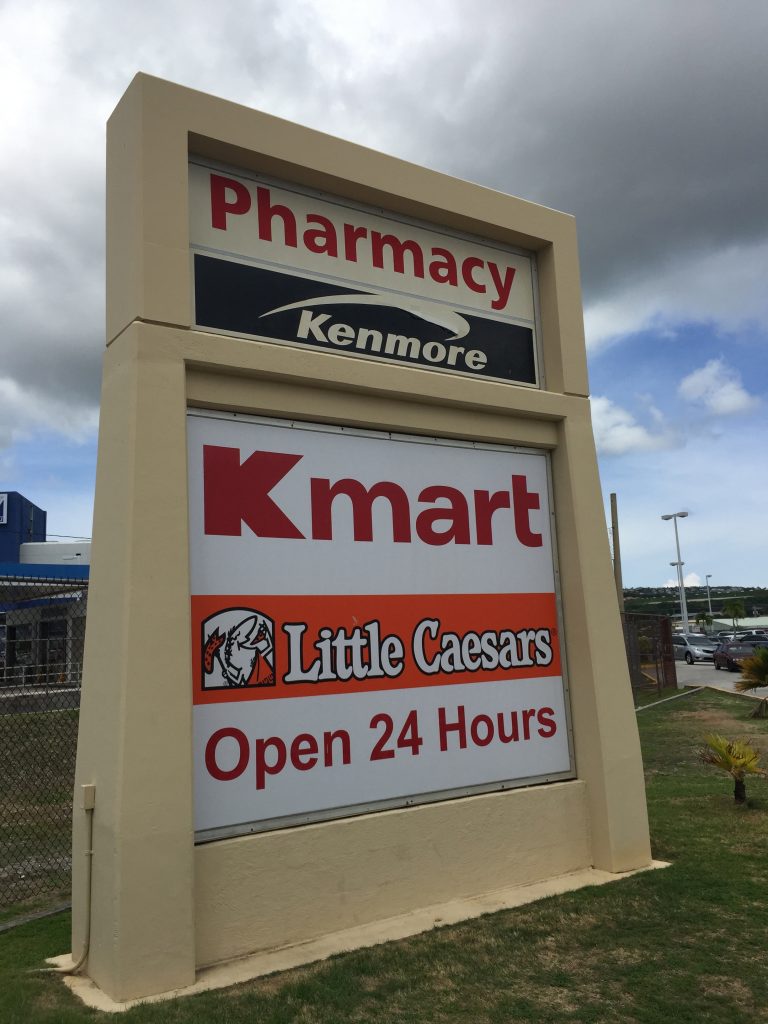 Pharmacy
Kenmore
Kmart
Little Caesars
Open 24 Hours